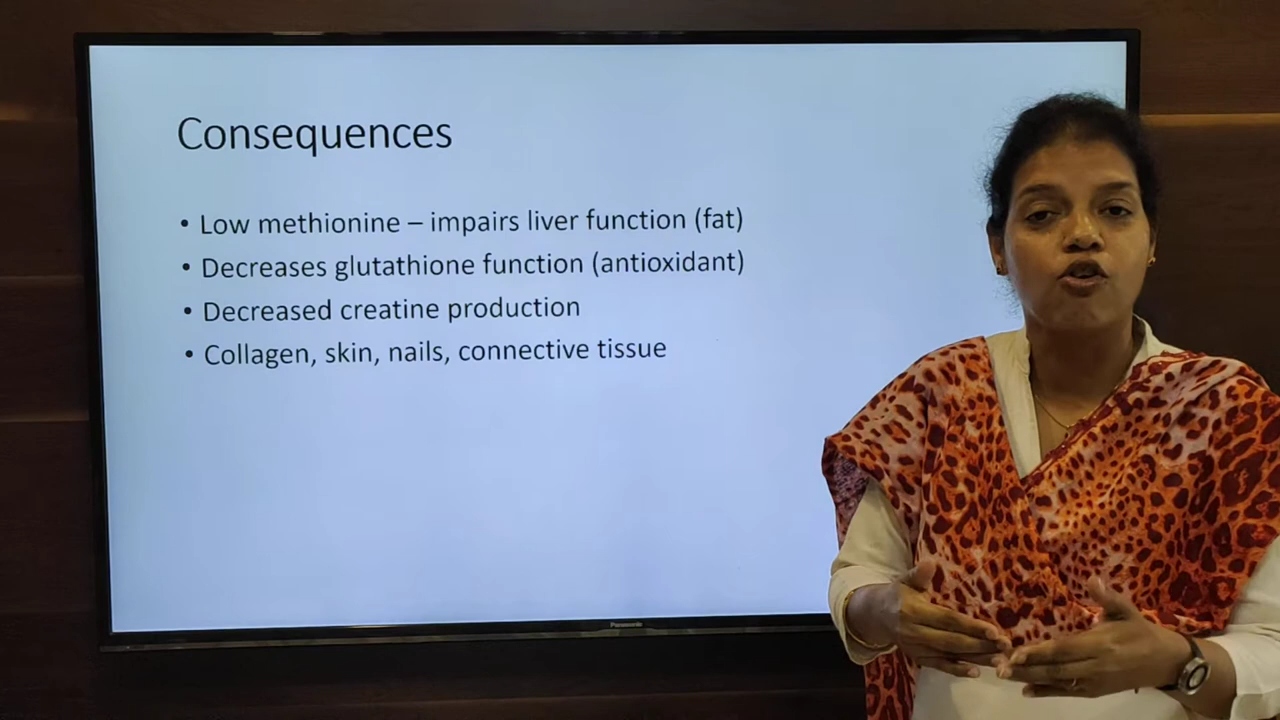 Consequences
• Low methionine – impairs liver function (fat)
• Decreases glutathione function (antioxidant)
• Decreased creatine production
• Collagen, skin, nails, connective tissue
Panasonic